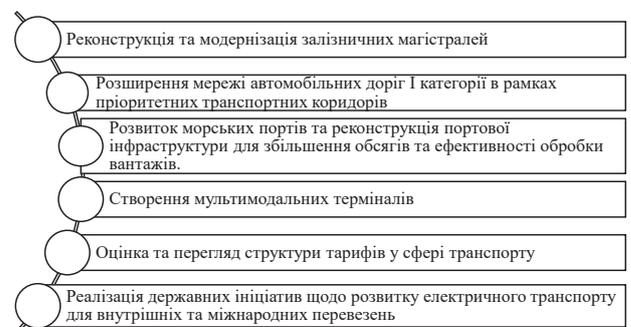 Реконструкція та модернізація залізничних магістралей
Розширення мережі автомобільних доріг І категорії в рамках
пріоритетних транспортних коридорів
Розвиток морських портів та реконструкція портової
інфраструктури для збільшення обсягів та ефективності обробки
вантажів.
Створення мультимодальних терміналів
Оцінка та перегляд структури тарифів у сфері транспорту
Реалізація державних ініціатив щодо розвитку електричного транспорту
для внутрішніх та міжнародних перевезень